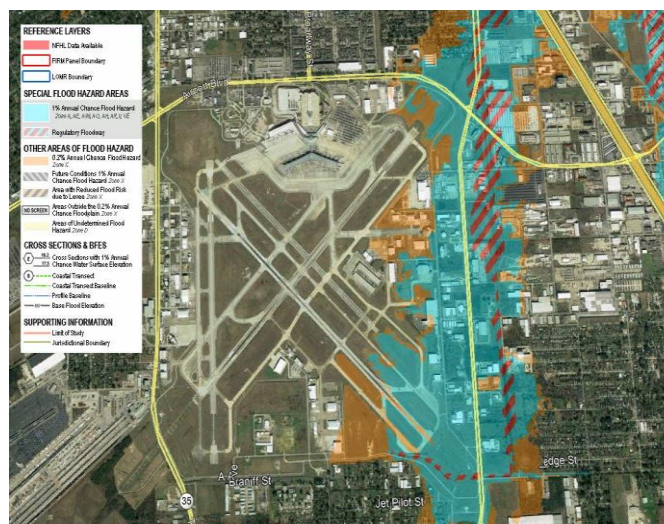 REFERENCE LAYERS
NFHL Data Available
FIRM Panel Boundary
LOMR Boundary
SPECIAL FLOOD HAZARD AREAS
1% Annual Chance Flood Hazard
Regulatory Floodway
OTHER AREAS OF FLOOD HAZARD
0.2% Annual Chance Flood Hazard
Zone X
Future Conditions 1% Annual
Chance Flood Hazard Zone X
Area with Reduced Flood Risk
due to Levee Zone X
NO SCREEN Areas Outside the 0.2% Annual
Chance Floodplain Zone X
Areas of Undetermined Flood
Hazard Zone D
CROSS SECTIONS & BFES
Cross Sections with 1% Annual
Chance Water Surface Elevation
Coastal Transect
Coastal Transect Baseline
Profile Baseline
Base Flood Elevation
SUPPORTING INFORMATION
Limit of Study
Jurisdictional Boundary
Braniff St
Jet Pilot St
edge St
35